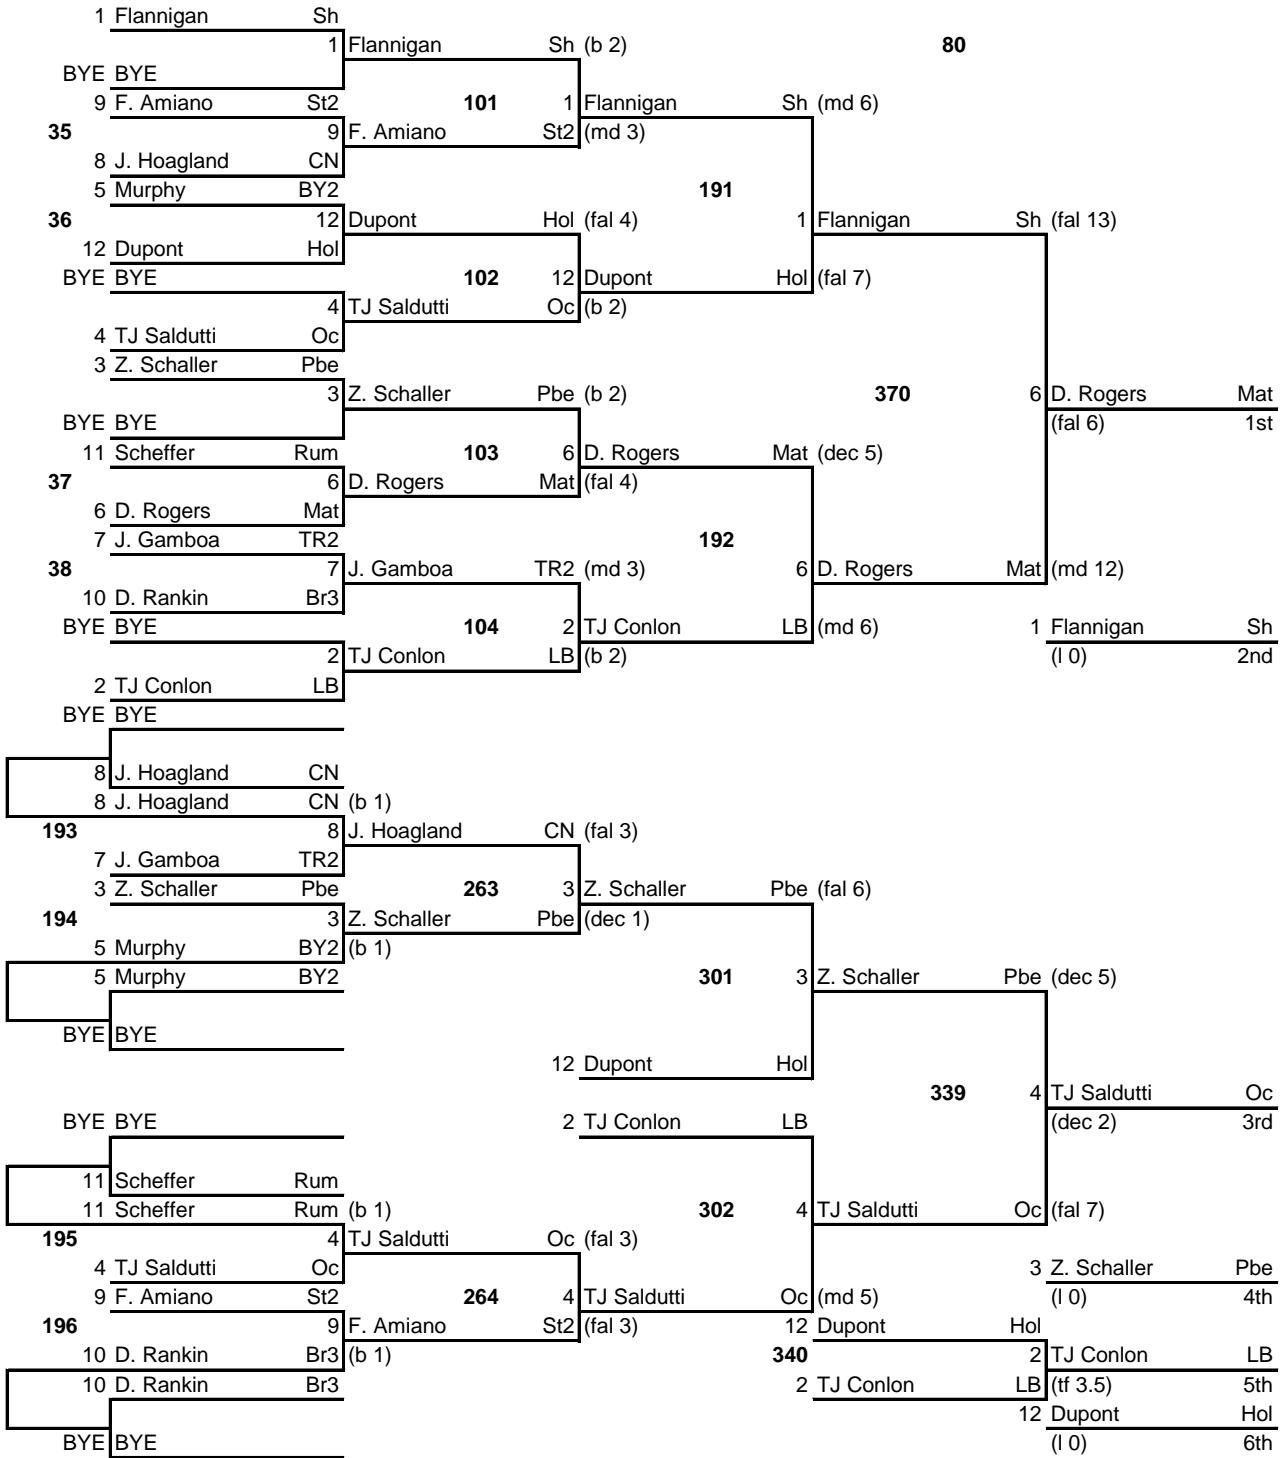 1 Flannigan Sh
1 Flannigan Sh (b 2) 80
BYE BYE
9 F. Amiano St2 101 1 Flannigan Sh (md 6)
35 9 F. Amiano St2 (md 3)
8 J. Hoagland CN
5 Murphy BY2 191
36 12 Dupont Hol (fal 4) 1 Flannigan Sh (fal 13)
12 Dupont Hol
BYE BYE 102 12 Dupont Hol (fal 7)
4 TJ Saldutti Oc (b 2)
4 TJ Saldutti Oc
3 Z. Schaller Pbe
3 Z. Schaller Pbe (b 2) 370 6 D. Rogers Mat
BYE BYE (fal 6) 1st
11 Scheffer Rum 103 6 D. Rogers Mat (dec 5)
37 6 D. Rogers Mat (fal 4)
6 D. Rogers Mat
7 J. Gamboa TR2 192
38 7 J. Gamboa TR2 (md 3) 6 D. Rogers Mat (md 12)
10 D. Rankin Br3
BYE BYE 104 2 TJ Conlon LB (md 6) 1 Flannigan Sh
2 TJ Conlon LB (b 2) (l 0) 2nd
2 TJ Conlon LB
BYE BYE
8 J. Hoagland CN
8 J. Hoagland CN (b 1)
193 8 J. Hoagland CN (fal 3)
7 J. Gamboa TR2
3 Z. Schaller Pbe 263 3 Z. Schaller Pbe (fal 6)
194 3 Z. Schaller Pbe (dec 1)
5 Murphy BY2 (b 1)
5 Murphy BY2 301 3 Z. Schaller Pbe (dec 5)
BYE BYE
12 Dupont Hol
339 4 TJ Saldutti Oc
BYE BYE 2 TJ Conlon LB (dec 2) 3rd
11 Scheffer Rum
11 Scheffer Rum (b 1) 302 4 TJ Saldutti Oc (fal 7)
195 4 TJ Saldutti Oc (fal 3)
4 TJ Saldutti Oc 3 Z. Schaller Pbe
9 F. Amiano St2 264 4 TJ Saldutti Oc (md 5) (l 0) 4th
196 9 F. Amiano St2 (fal 3) 12 Dupont Hol
10 D. Rankin Br3 (b 1) 340 2 TJ Conlon LB
10 D. Rankin Br3 2 TJ Conlon LB (tf 3.5) 5th
12 Dupont Hol
BYE BYE (l 0) 6th